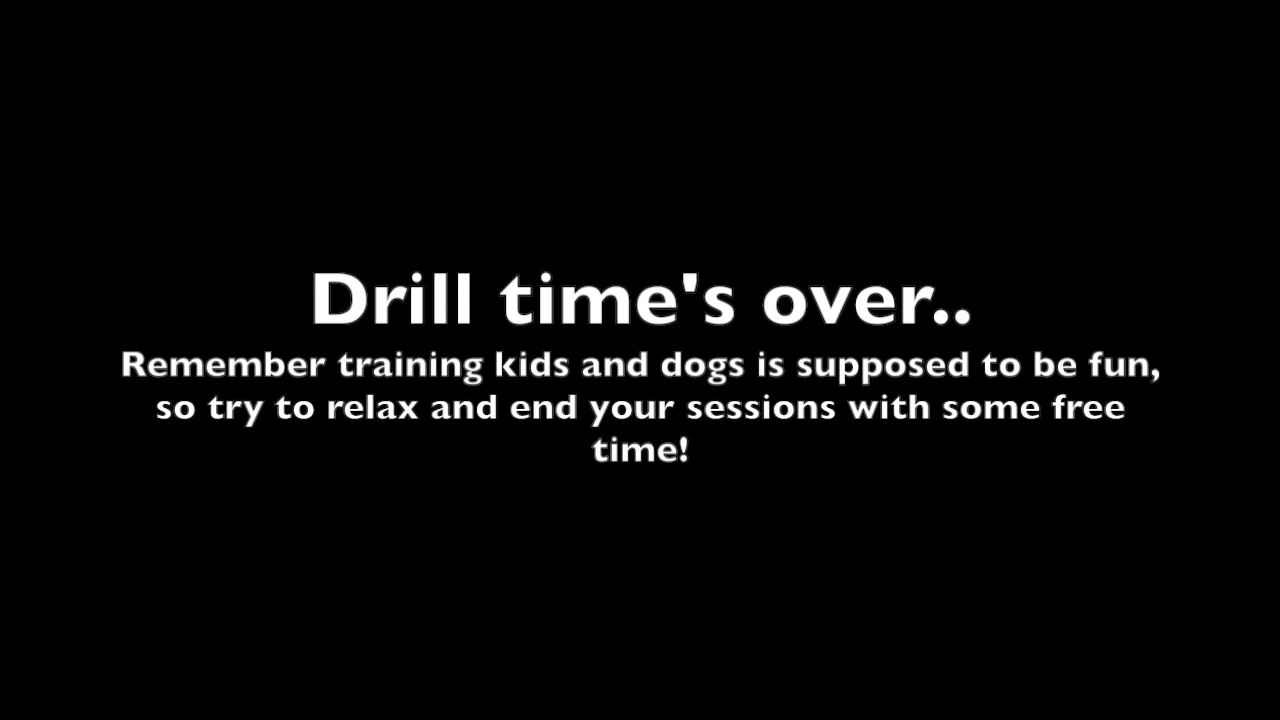 Drill time's over..
Remember training kids and dogs is supposed to be fun,
so try to relax and end your sessions with some free
time!